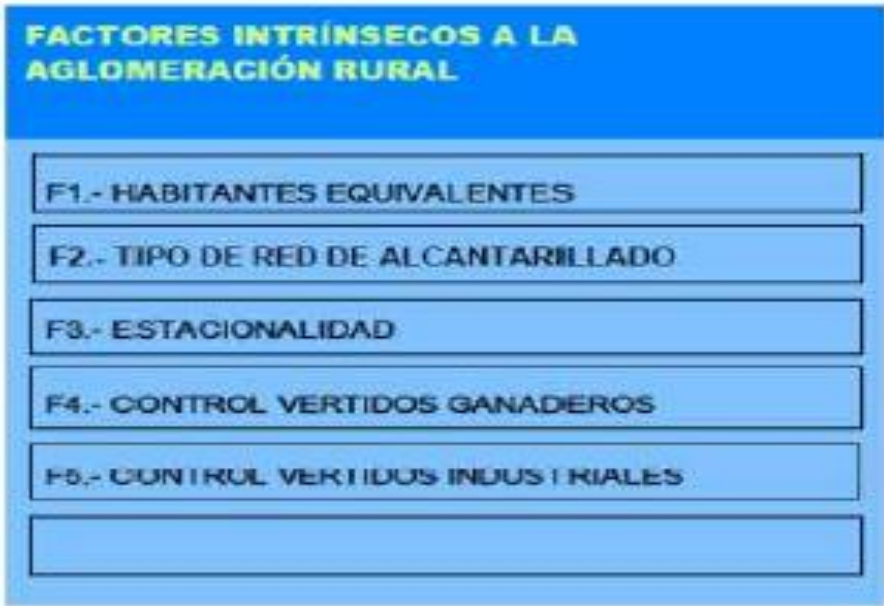 FACTORES INTRÍNSECOS A LA
AGLOMERACIÓN RURAL
F1.- HABITANTES EQUIVALENTES
F2.- TIPO DE RED DE ALCANTARILLADO
F3.- ESTACIONALIDAD
F4.- CONTROL VERTIDOS GANADEROS
F5.- CONTROL VERTIDOS INDUSTRIALES